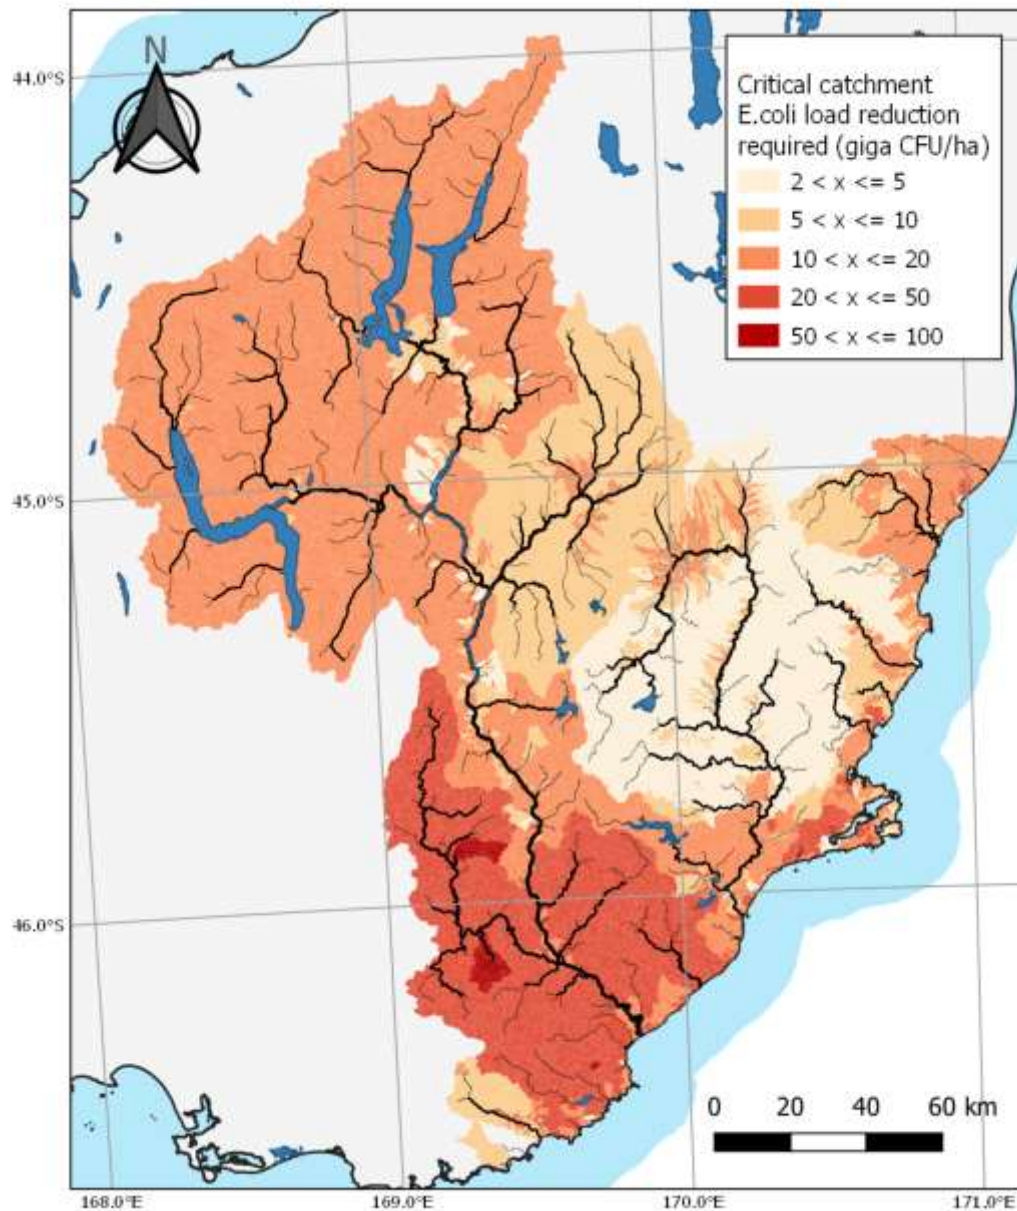 N
44.0°S
Critical catchment
E.coli load reduction
required (giga CFU/ha)
2 < x <= 5
5 < x <= 10
10 < x <= 20
20 < x <= 50
50 < x <= 100
45.0°S
46.0°S
0 20 40 60 km
168.0°E 169.0°E 170.0°E 171.0°E